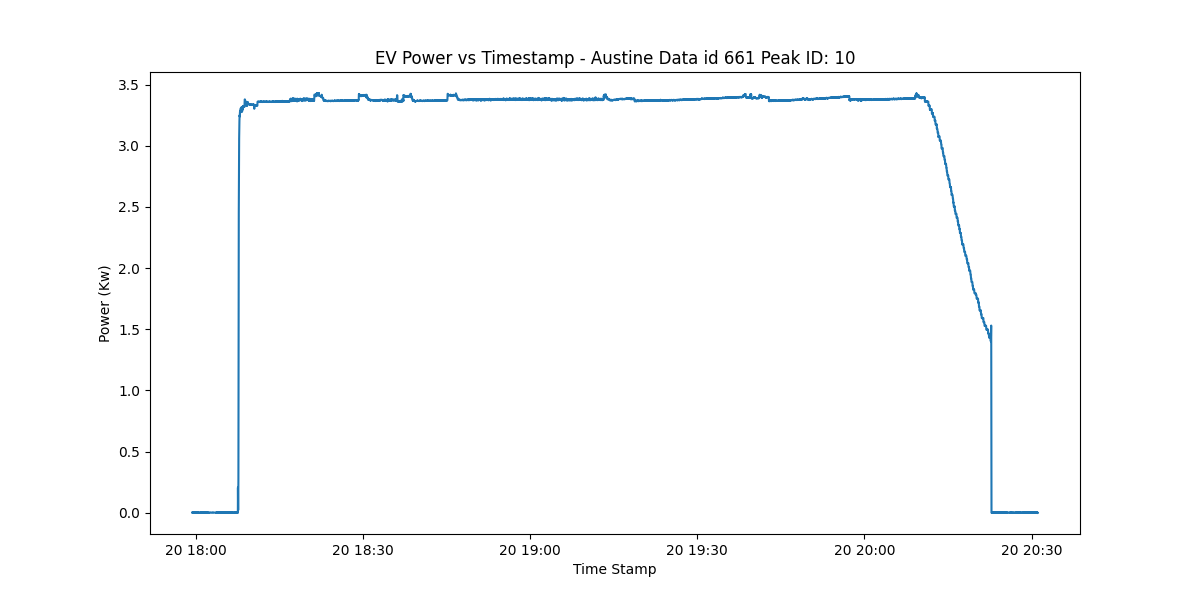 EV Power vs Timestamp - Austine Data id 661 Peak ID: 10
3.5
3.0
2.5
2.0
1.5
1.0
0.5
0.0
Power (Kw)
20 18:00 20 18:30 20 19:00 20 19:30 20 20:00 20 20:30
Time Stamp